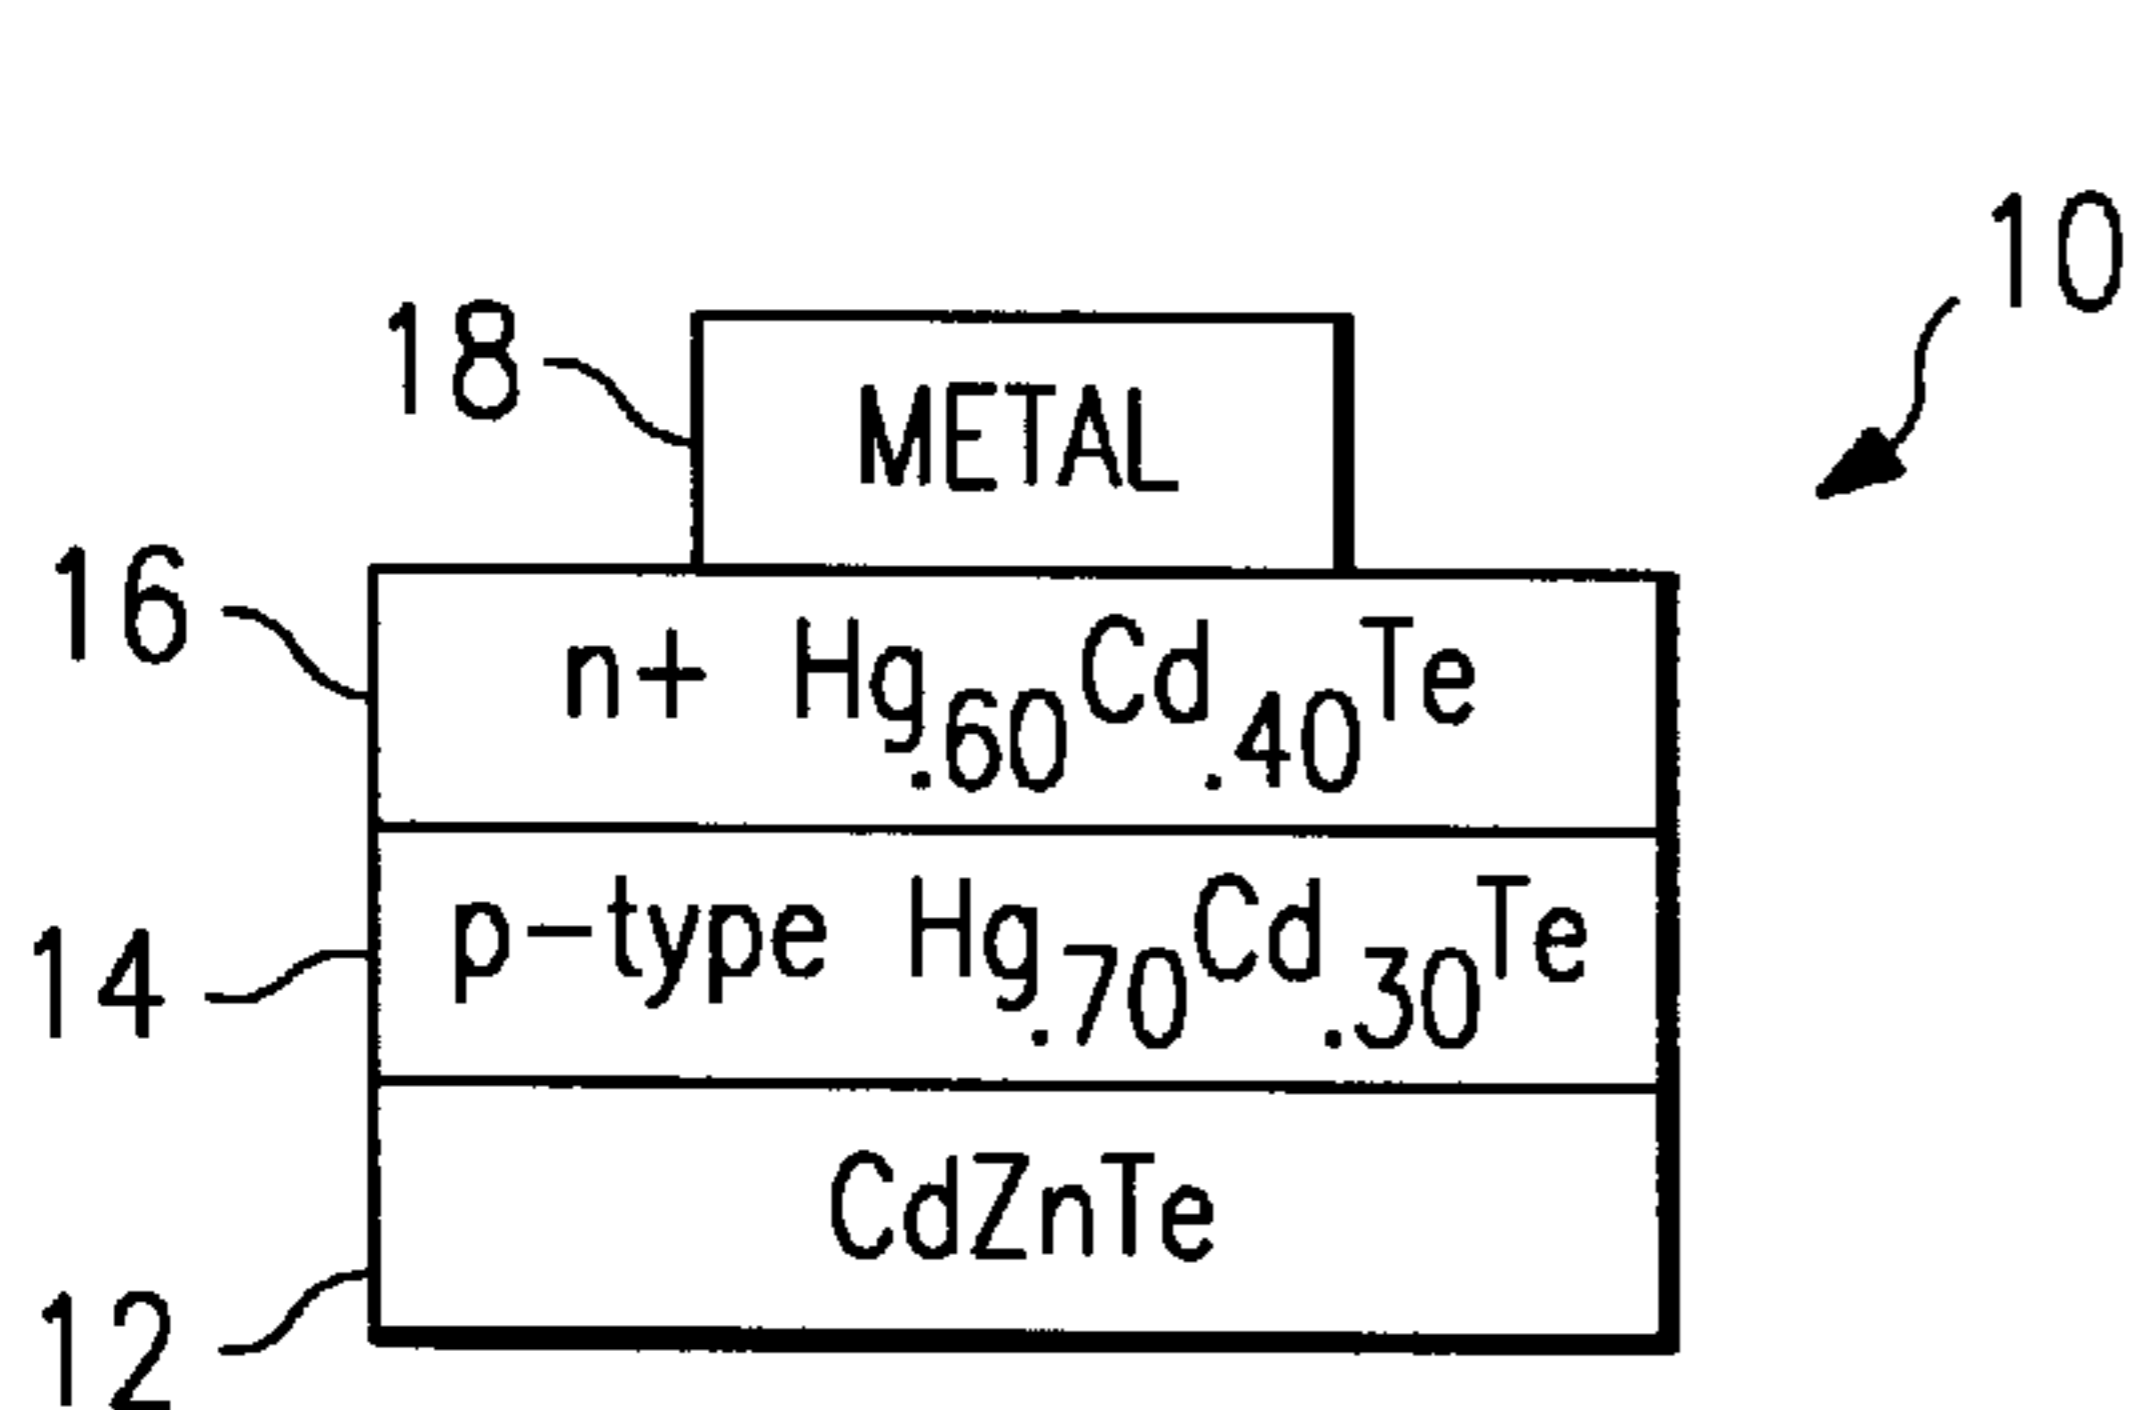 10
18
METAL
16
n+ Hg.60Cd.40Te
14
p-type Hg.70Cd.30Te
CdZnTe
12